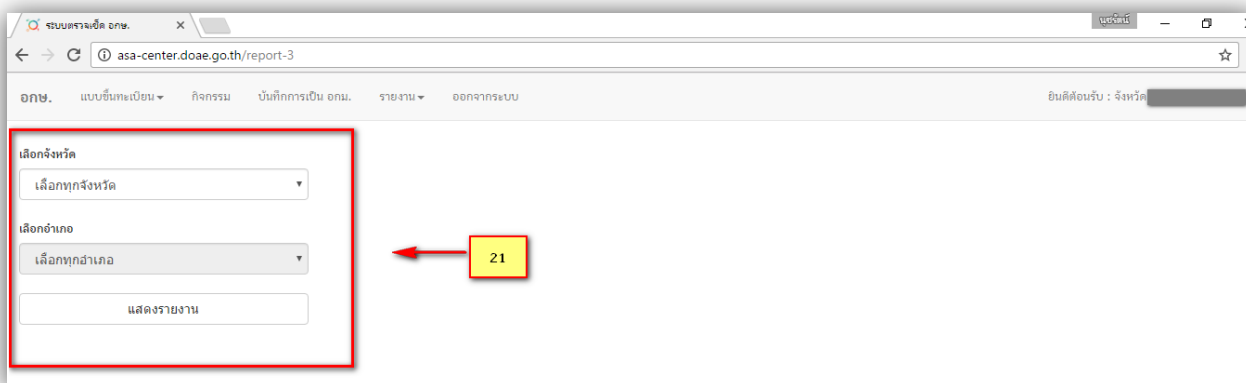 ระบบตรวจเช็ค อกษ.
นุชรัตน์
asa-center.doae.go.th/report-3
อกษ. แบบขึ้นทะเบียน กิจกรรม บันทึกการเป็น อกม. รายงาน ออกจากระบบ ยินดีต้อนรับ : จังหวัด
เลือกจังหวัด
เลือกทุกจังหวัด
เลือกอำเภอ
เลือกทุกอำเภอ
21
แสดงรายงาน